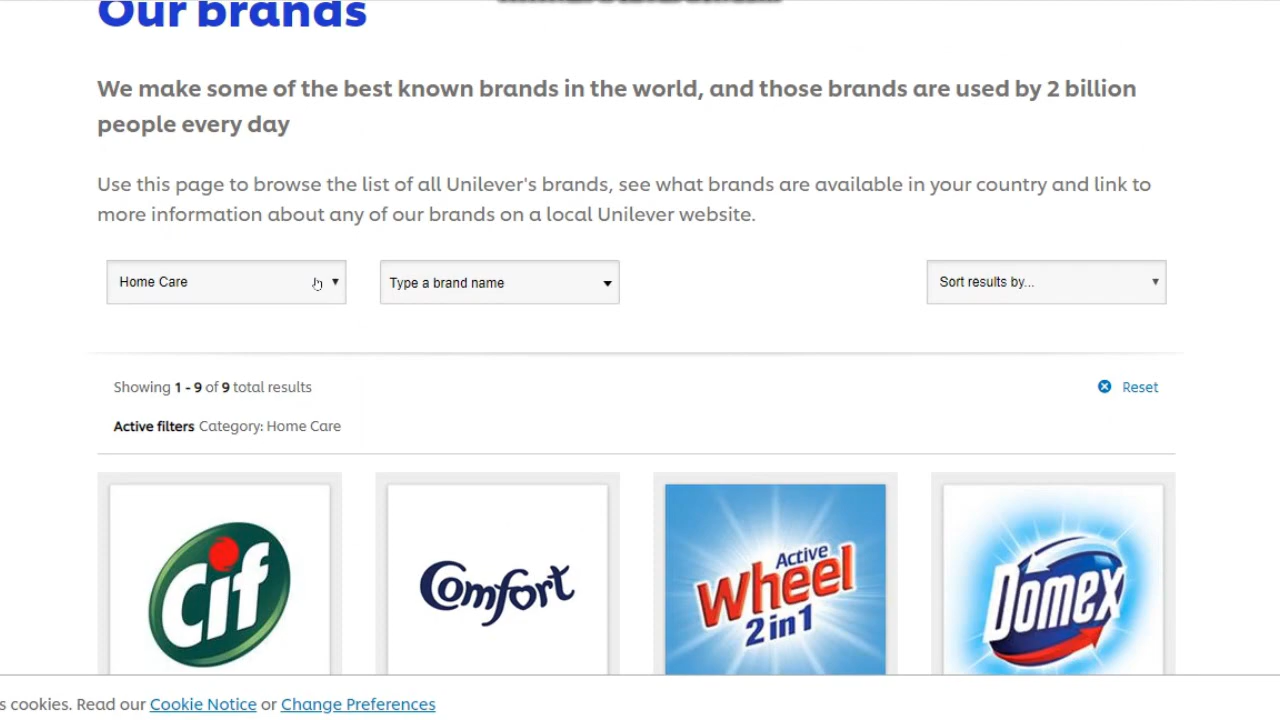 Our brands
We make some of the best known brands in the world, and those brands are used by 2 billion
people every day
Use this page to browse the list of all Unilever's brands, see what brands are available in your country and link to
more information about any of our brands on a local Unilever website.
Home Care
Type a brand name
Sort results by...
Showing 1 - 9 of 9 total results
Reset
Active filters Category: Home Care
Cif
Comfort
Active
Wheel
2in1
Domex
s cookies. Read our Cookie Notice or Change Preferences